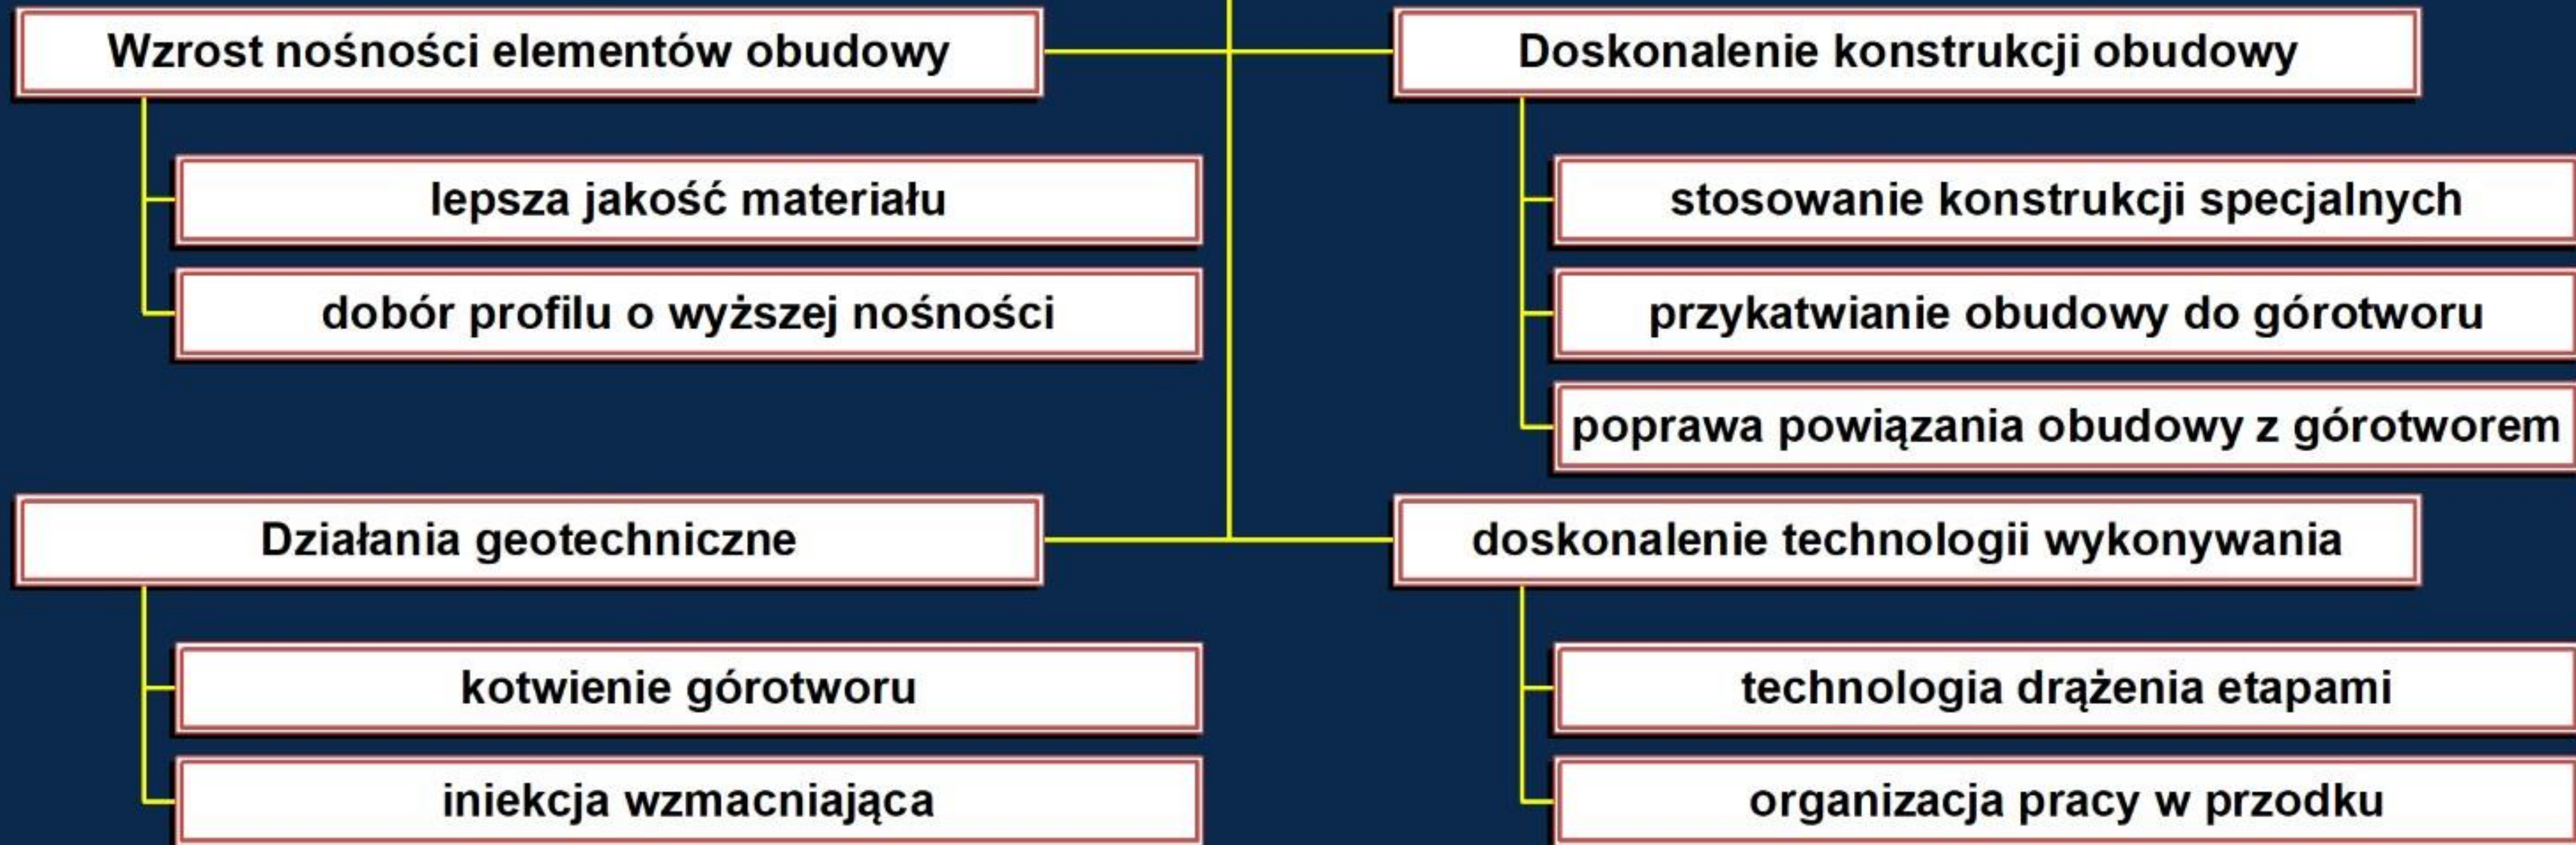 Wzrost nośności elementów obudowy
lepsza jakość materiału
dobór profilu o wyższej nośności
Doskonalenie konstrukcji obudowy
stosowanie konstrukcji specjalnych
przykatwianie obudowy do górotworu
poprawa powiązania obudowy z górotworem
Działania geotechniczne
kotwienie górotworu
iniekcja wzmacniająca
doskonalenie technologii wykonywania
technologia drążenia etapami
organizacja pracy w przodku